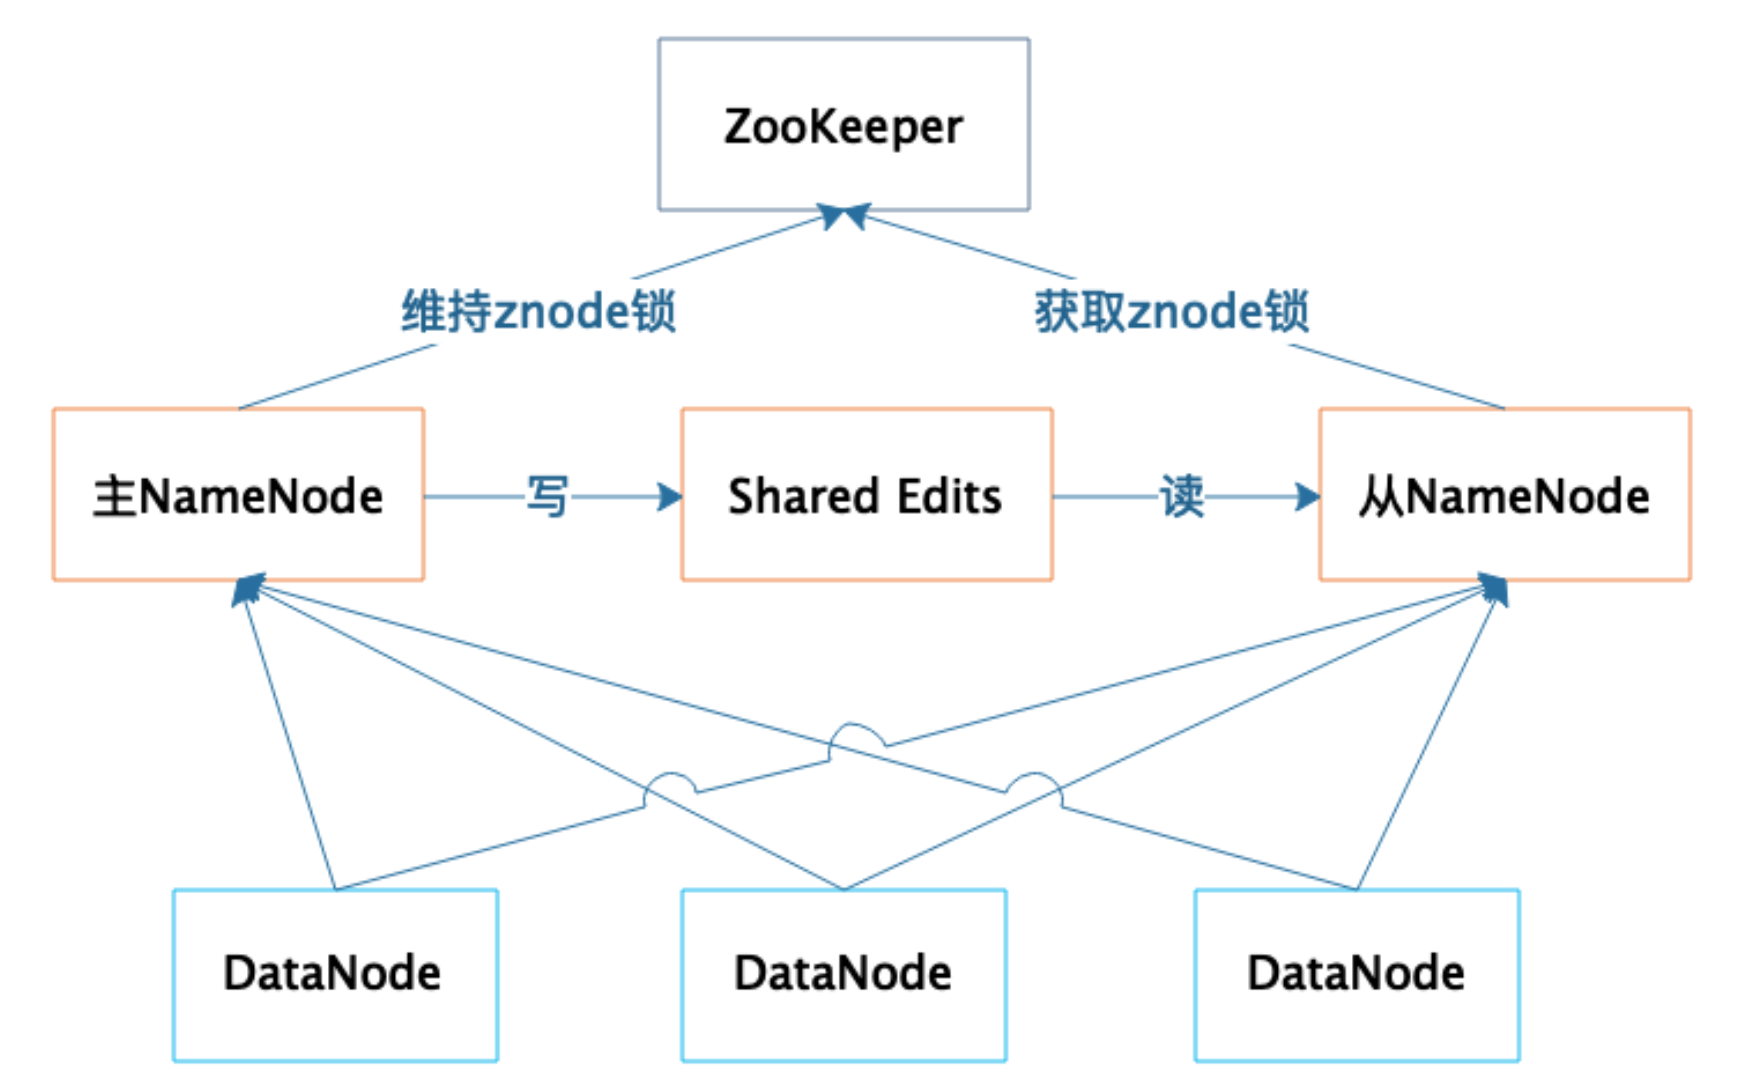 ZooKeeper
维持znode锁
获取znode锁
主NameNode
写
Shared Edits
读
从NameNode
DataNode
DataNode
DataNode